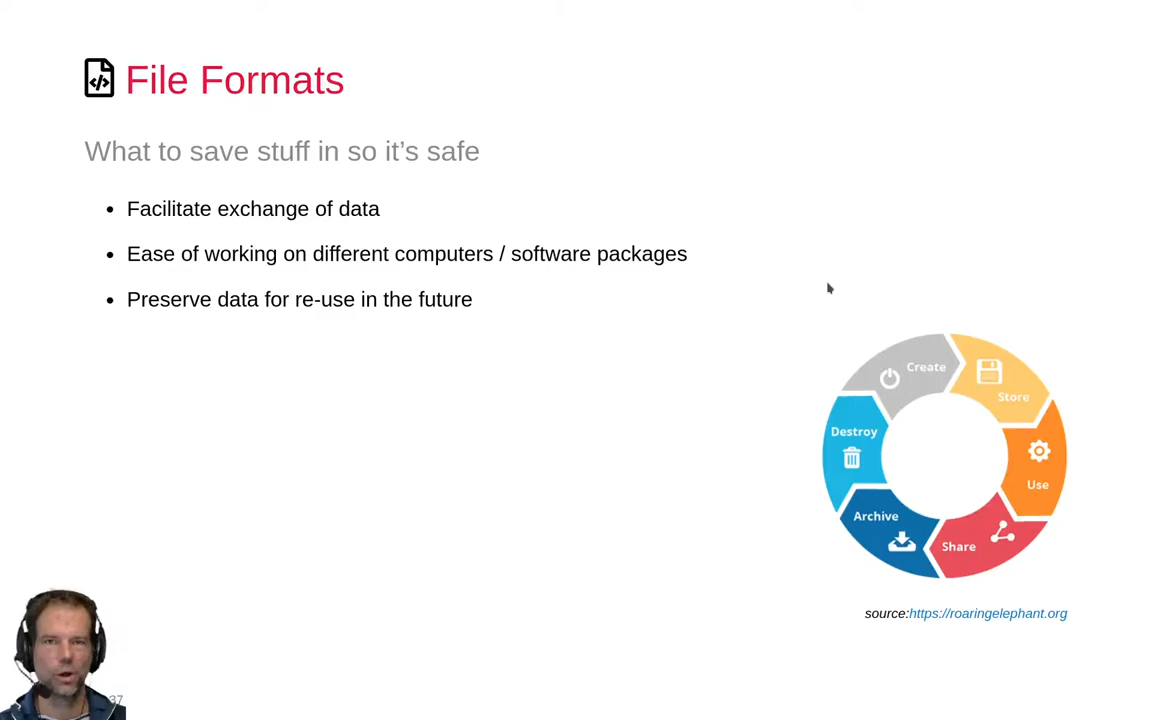 File Formats
What to save stuff in so it’s safe
Facilitate exchange of data
Ease of working on different computers / software packages
Preserve data for re-use in the future
Create
Store
Use
Share
Archive
Destroy
source:https://roaringelephant.org
37